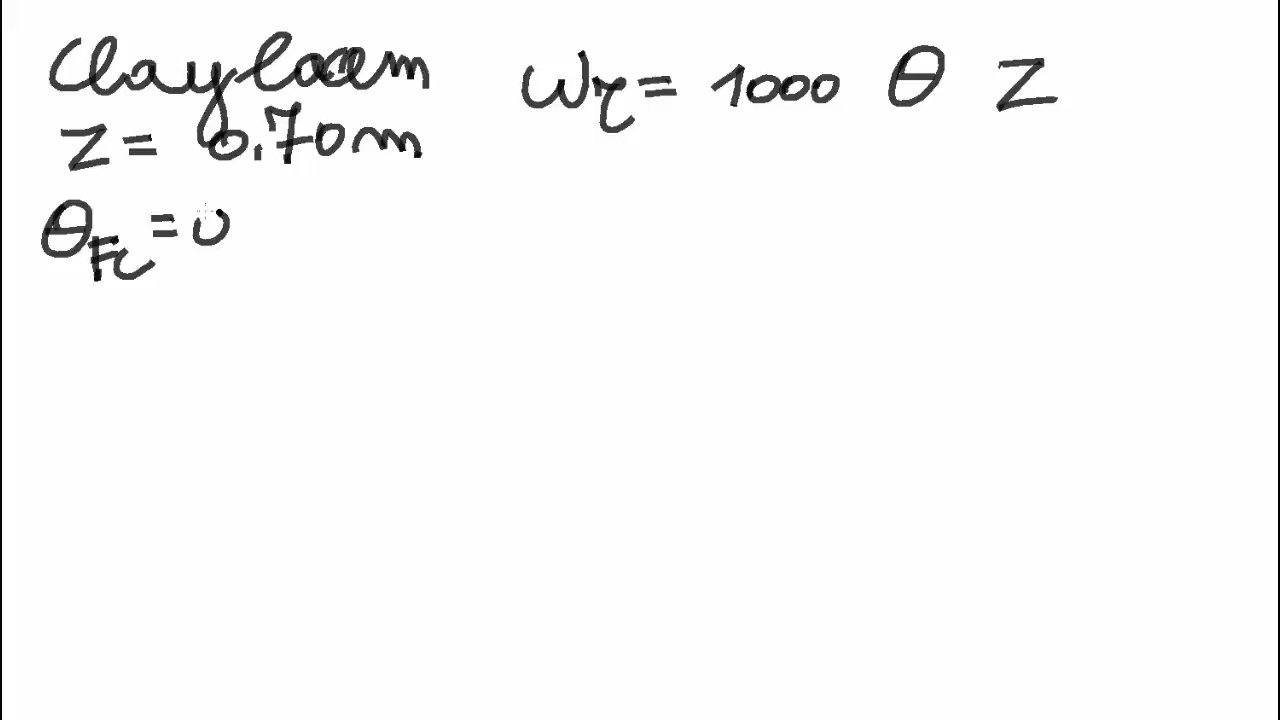 Clay loam
Z = 0.70m
θFC = 0
Wr = 1000 θ Z